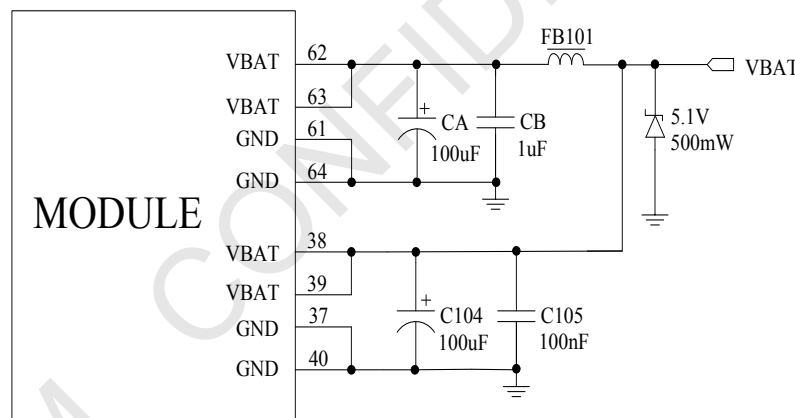 CONFID
M
MODULE
VBAT 62
VBAT 63
GND 61
GND 64
VBAT 38
VBAT 39
GND 37
GND 40
+ CA
100uF
CB
1uF
FB101
VBAT
5.1V
500mW
+ C104
100uF
C105
100nF